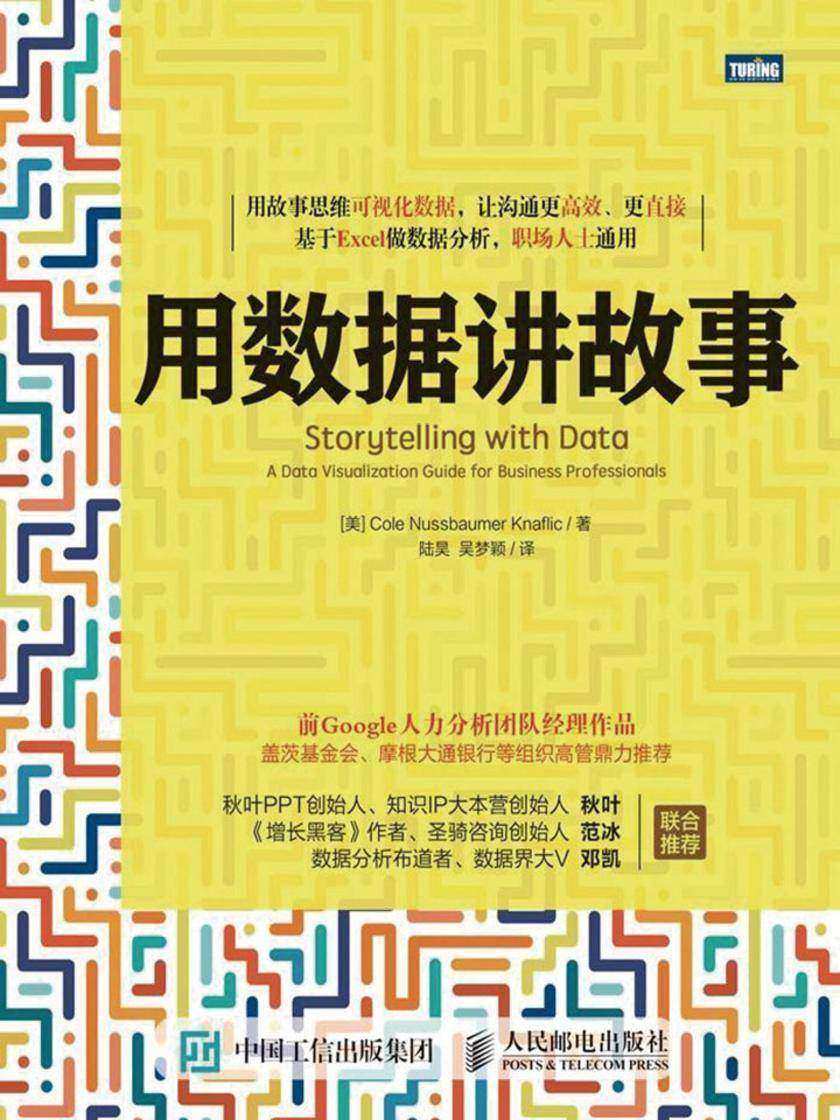 TURING
用故事思维可视化数据，让沟通更高效、更直接
基于Excel做数据分析，职场人士通用
用数据讲故事
Storytelling with Data
A Data Visualization Guide for Business Professionals
[美] Cole Nussbaumer Knaflic / 著
陆昊 吴梦颖 / 译
前Google人力分析团队经理作品
盖茨基金会、摩根大通银行等组织高管鼎力推荐
秋叶PPT创始人、知识IP大本营创始人 秋叶
《增长黑客》作者、圣骑咨询创始人 范冰
数据分析布道者、数据界大V 邓凯
联合
推荐
中国工信出版集团
人民邮电出版社
POSTS & TELECOM PRESS